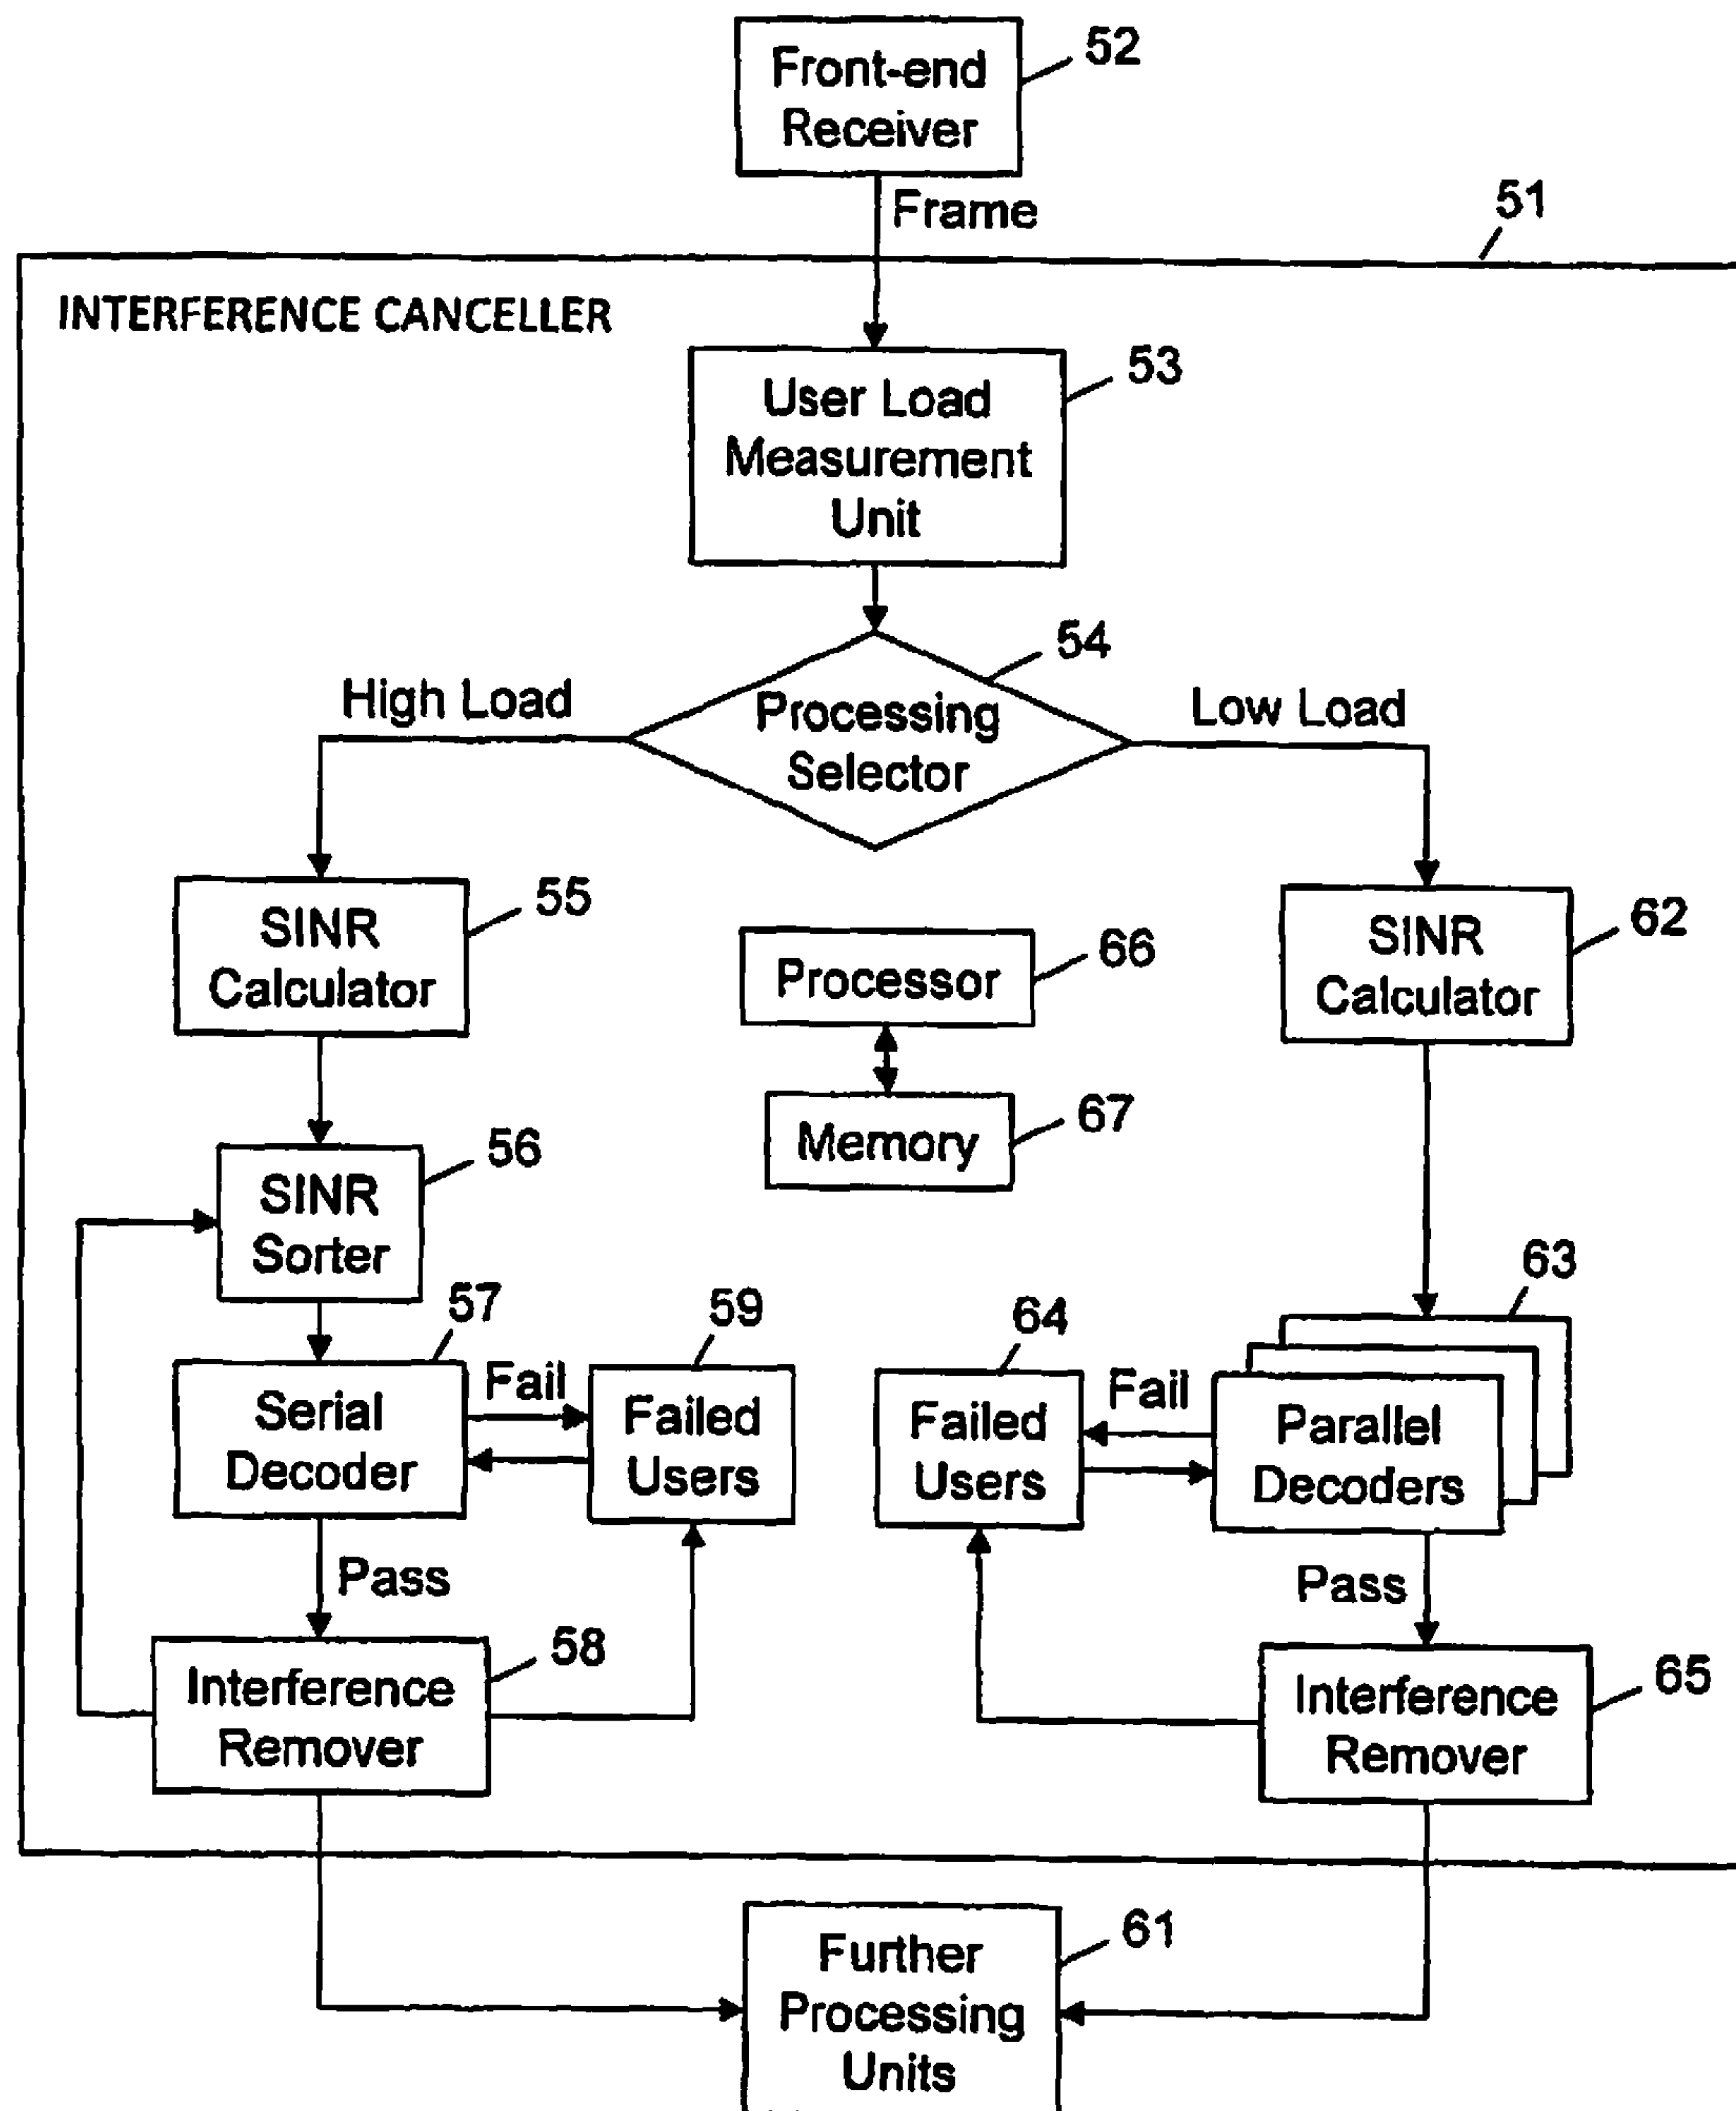 Front-end
Receiver
52
Frame
51
INTERFERENCE CANCELLER
User Load
Measurement
Unit
53
54
High Load
Processing
Selector
Low Load
SINR
Calculator
55
Processor
66
SINR
Calculator
62
Memory
67
SINR
Sorter
56
63
57
59
64
Serial
Decoder
Fail
Failed
Users
Failed
Users
Fail
Parallel
Decoders
Pass
Pass
Interference
Remover
58
Interference
Remover
65
Further
Processing
Units
61